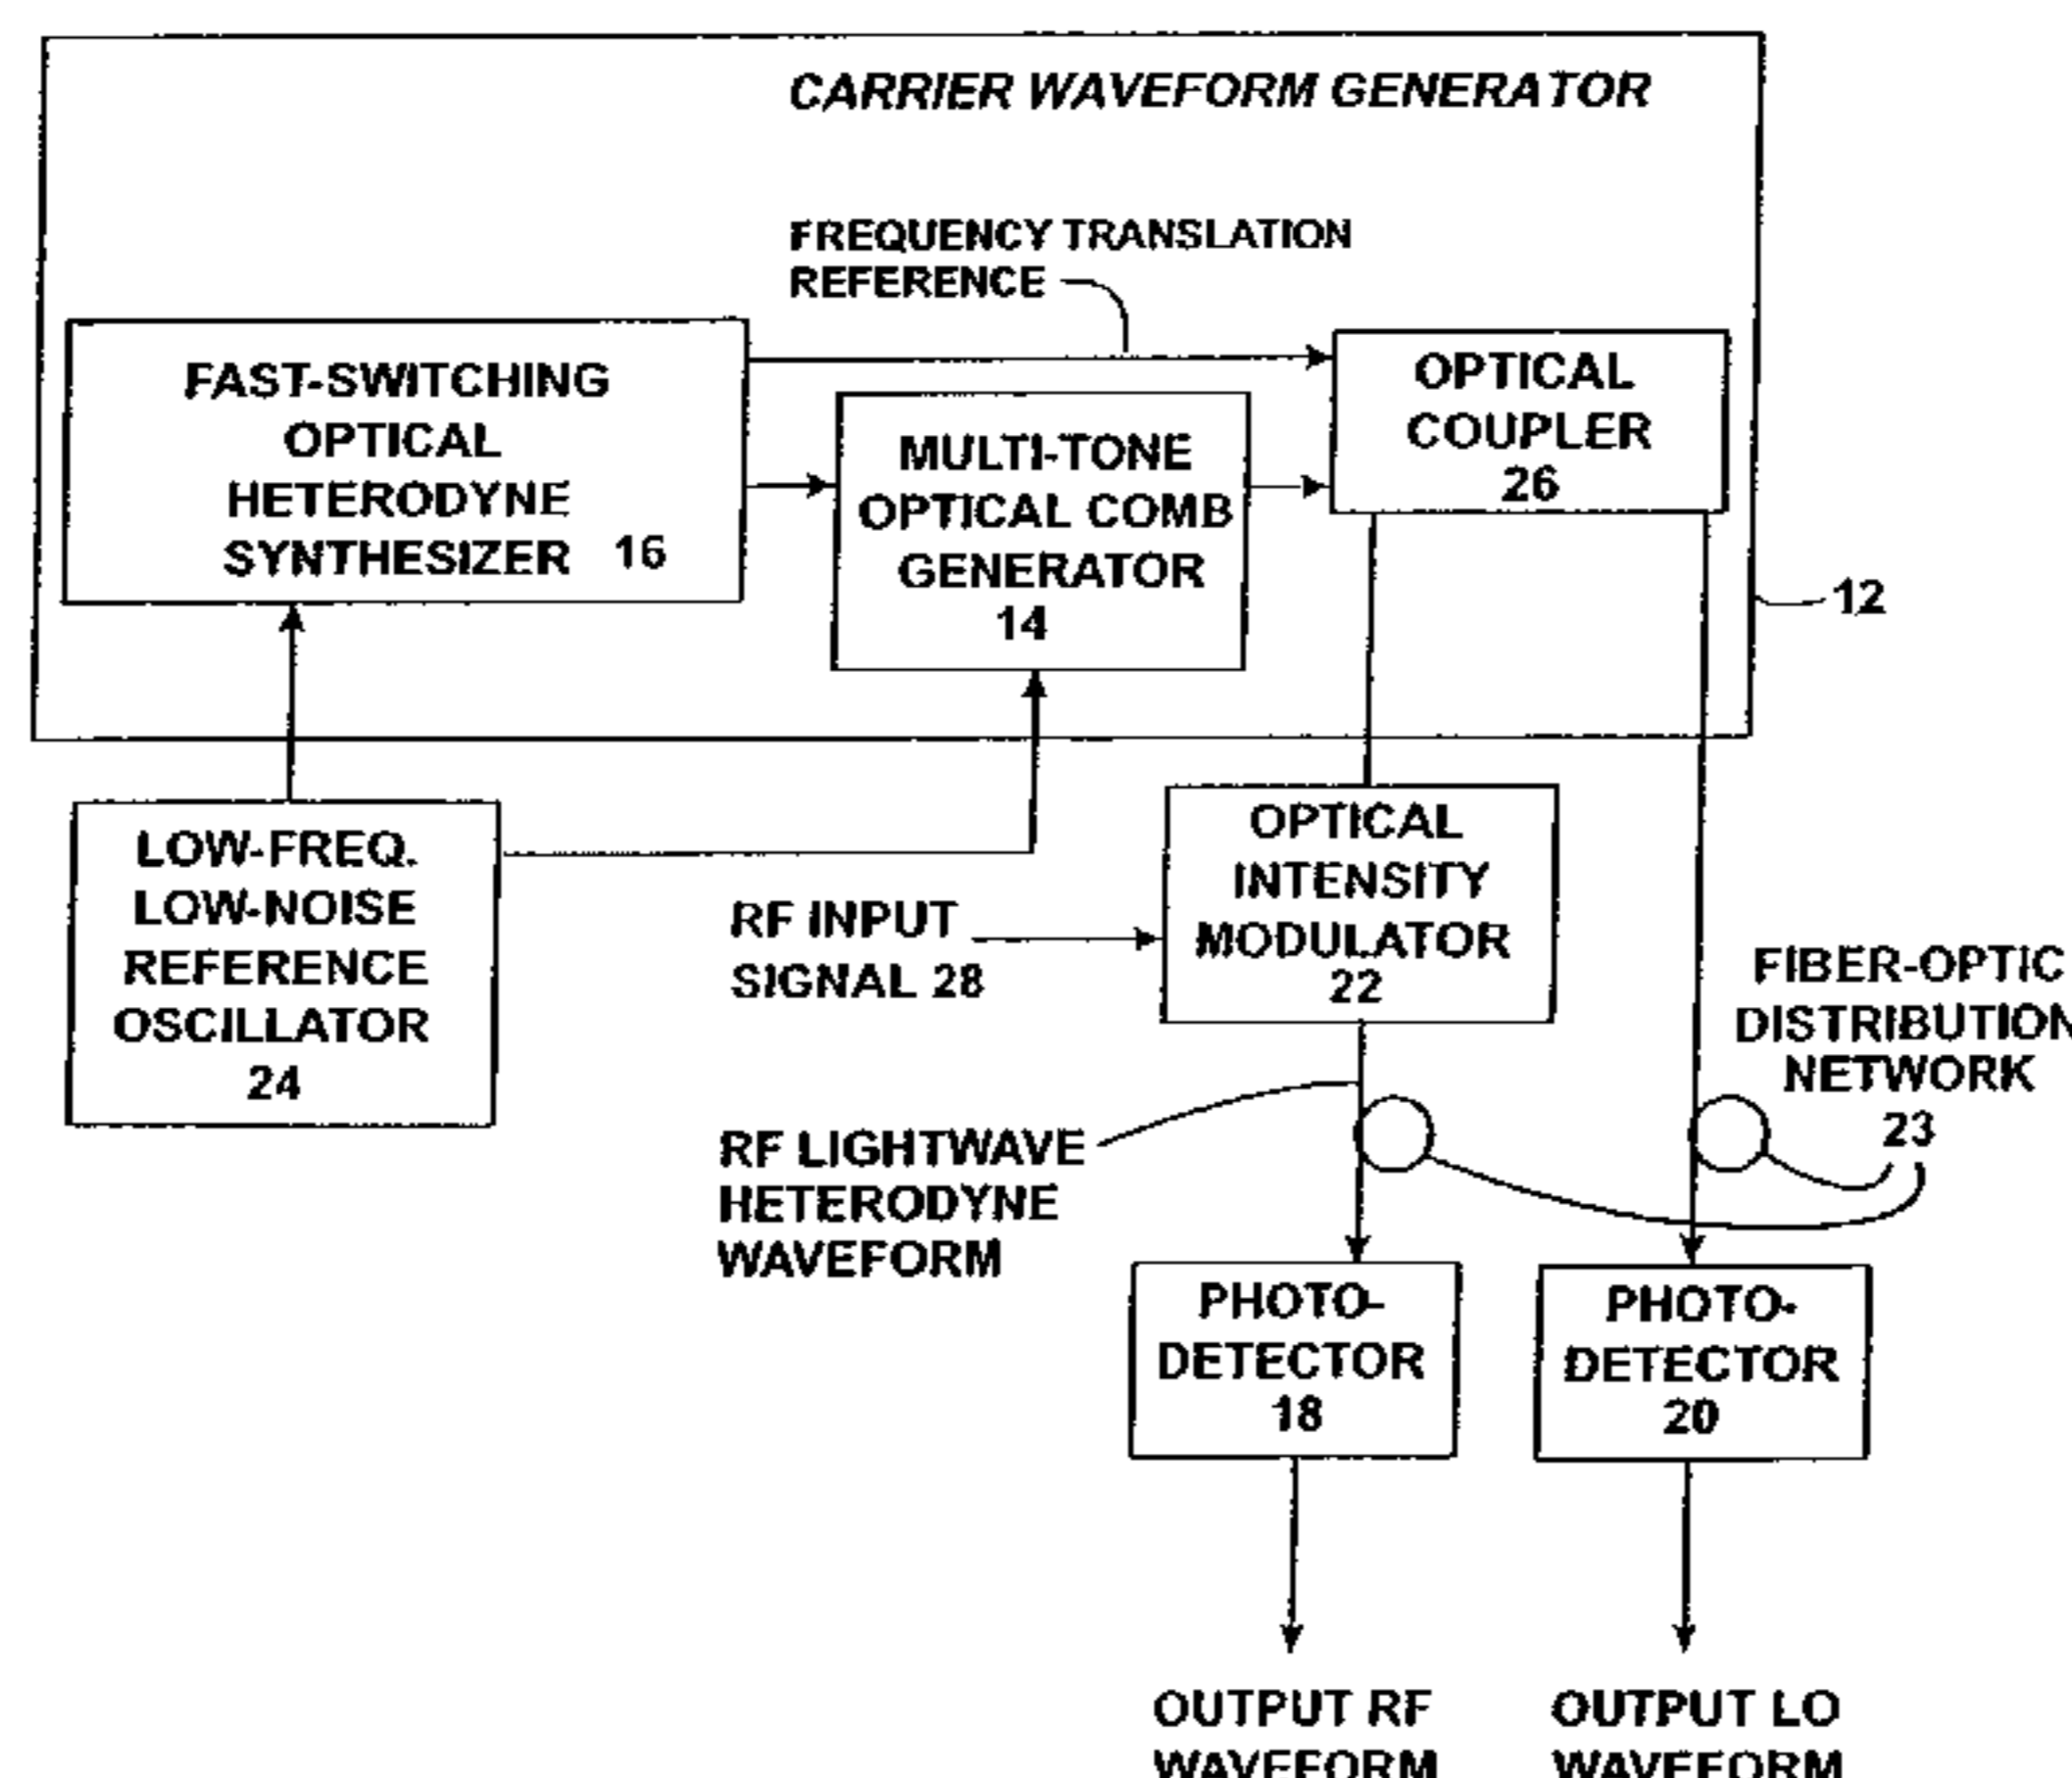 CARRIER WAVEFORM GENERATOR
FREQUENCY TRANSLATION
REFERENCE
FAST-SWITCHING
OPTICAL
HETERODYNE
SYNTHESIZER 16
MULTI-TONE
OPTICAL COMB
GENERATOR
14
OPTICAL
COUPLER
26
12
LOW-FREQ.
LOW-NOISE
REFERENCE
OSCILLATOR
24
RF INPUT
SIGNAL 28
OPTICAL
INTENSITY
MODULATOR
22
FIBER-OPTIC
DISTRIBUTION
NETWORK
23
RF LIGHTWAVE
HETERODYNE
WAVEFORM
PHOTO-
DETECTOR
18
PHOTO-
DETECTOR
20
OUTPUT RF
WAVEFORM
OUTPUT LO
WAVEFORM